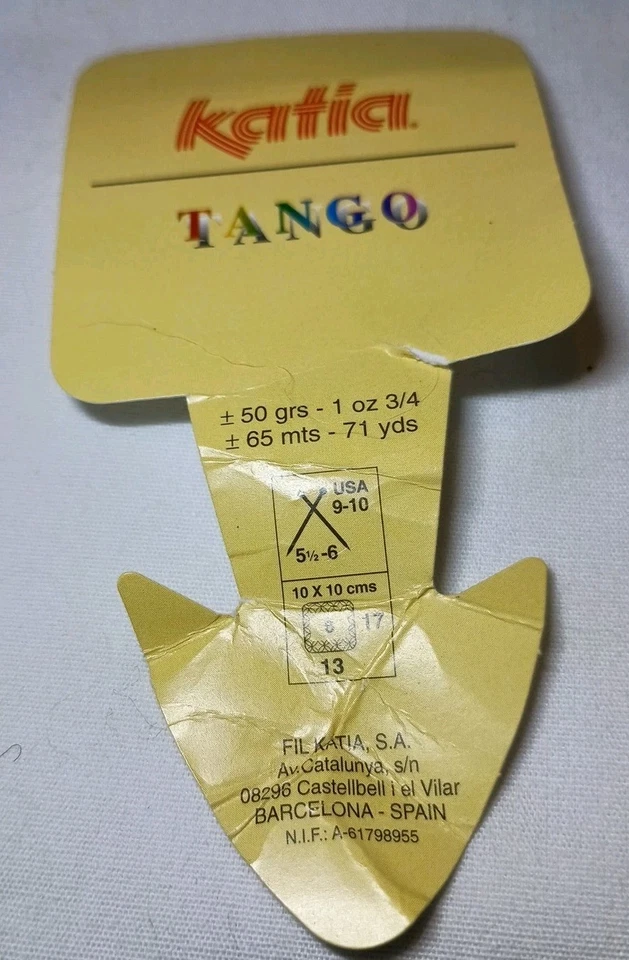 katia
TANGO
± 50 grs - 1 oz 3/4
± 65 mts - 71 yds
USA
9-10
5½-6
10 X 10 cms
6
17
13
FIL KATIA, S.A.
Av.Catalunya, s/n
08296 Castellbell i el Vilar
BARCELONA - SPAIN
N.I.F.: A-61798955